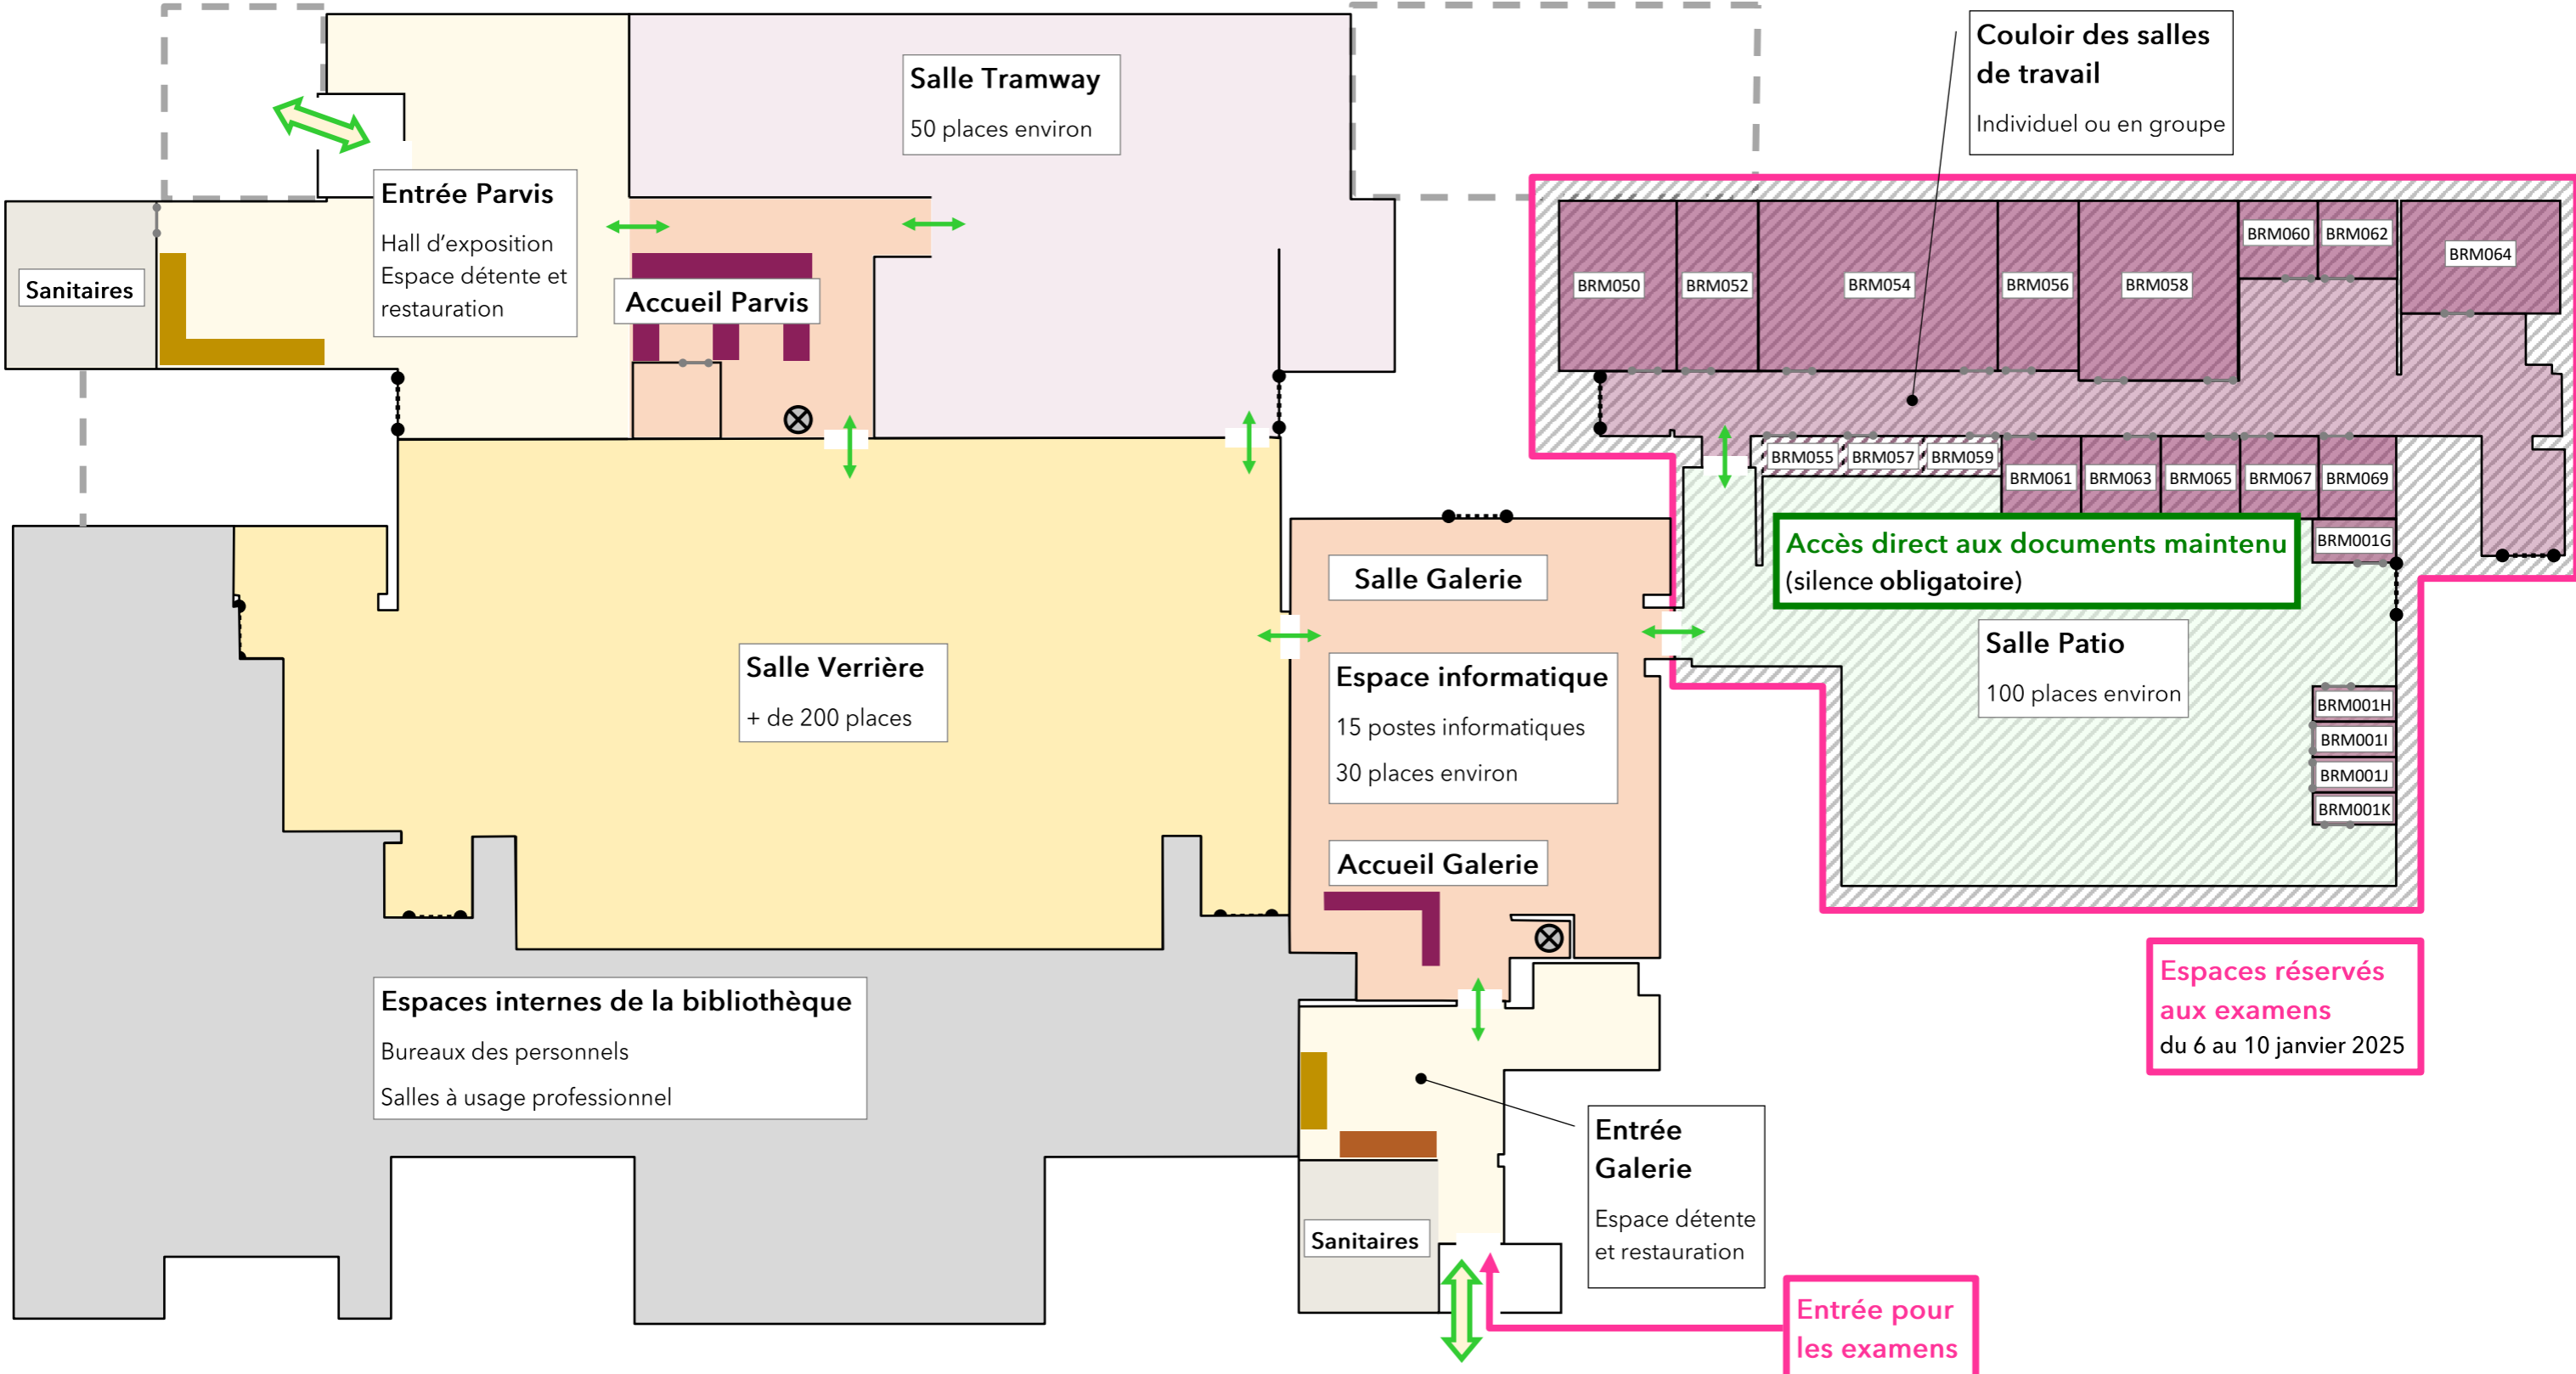 Salle Tramway
50 places environ
Couloir des salles
de travail
Individuel ou en groupe
Entrée Parvis
Hall d'exposition
Espace détente et
restauration
Sanitaires
Accueil Parvis
BRM050
BRM052
BRM054
BRM056
BRM058
BRM060
BRM062
BRM064
BRM055
BRM057
BRM059
BRM061
BRM063
BRM065
BRM067
BRM069
BRM001G
Accès direct aux documents maintenu
(silence obligatoire)
Salle Galerie
Salle Verrière
+ de 200 places
Espace informatique
15 postes informatiques
30 places environ
Salle Patio
100 places environ
BRM001H
BRM001I
BRM001J
BRM001K
Accueil Galerie
Espaces internes de la bibliothèque
Bureaux des personnels
Salles à usage professionnel
Espaces réservés
aux examens
du 6 au 10 janvier 2025
Entrée
Galerie
Espace détente
et restauration
Sanitaires
Entrée pour
les examens